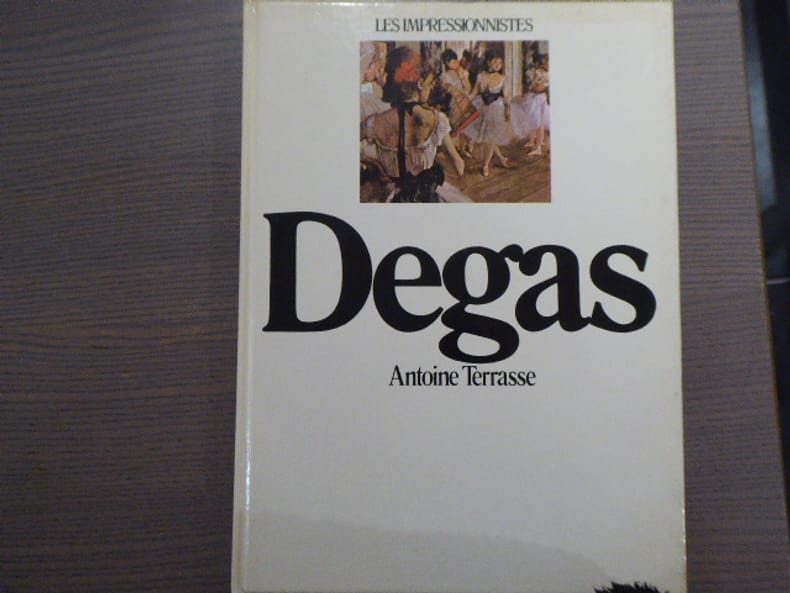 LES IMPRESSIONNISTES
Degas
Antoine Terrasse